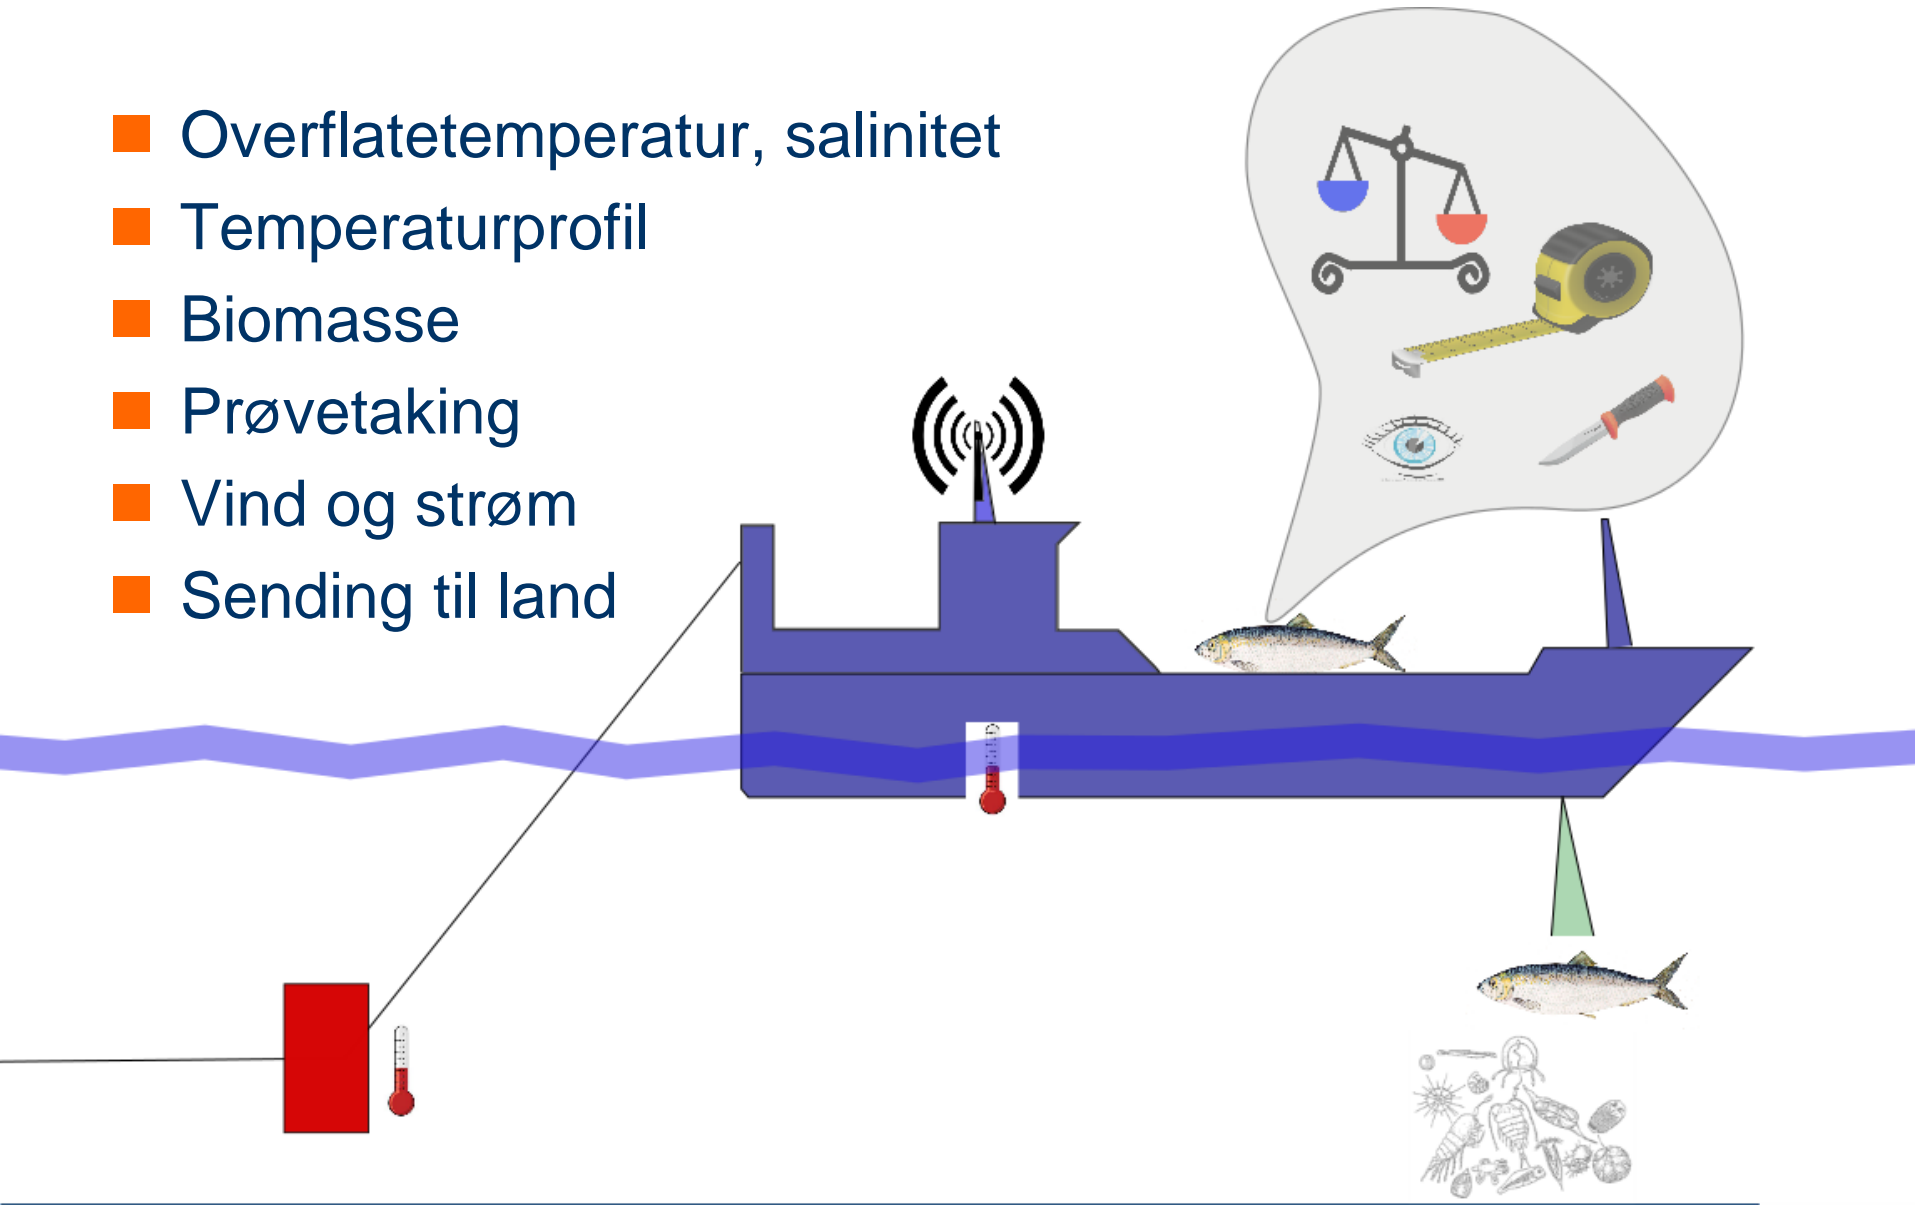 Overflatetemperatur, salinitet
Temperaturprofil
Biomasse
Prøvetaking
Vind og strøm
Sending til land